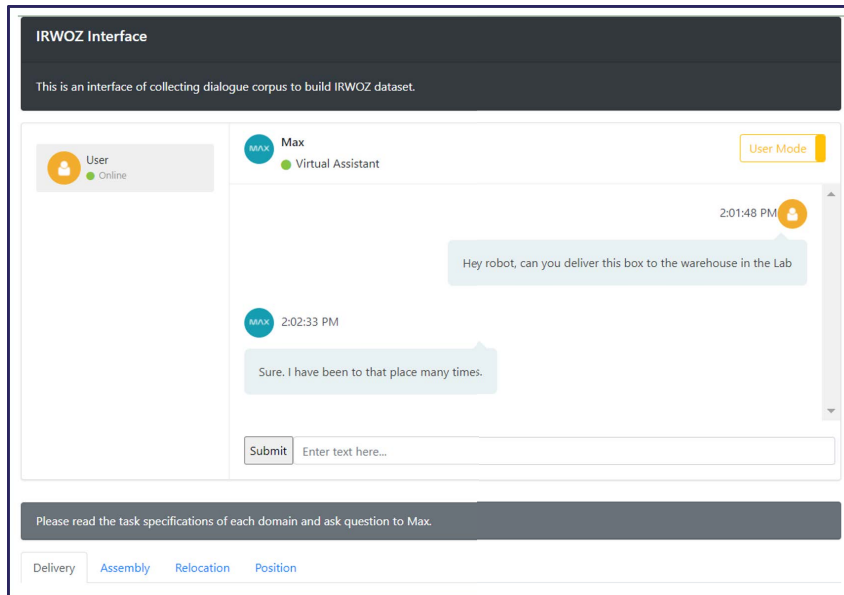 IRWOZ Interface
This is an interface of collecting dialogue corpus to build IRWOZ dataset.
User
Online
MAX
Max
Virtual Assistant
User Mode
2:01:48 PM
Hey robot, can you deliver this box to the warehouse in the Lab
MAX
2:02:33 PM
Sure. I have been to that place many times.
Submit
Enter text here...
Please read the task specifications of each domain and ask question to Max.
Delivery Assembly Relocation Position